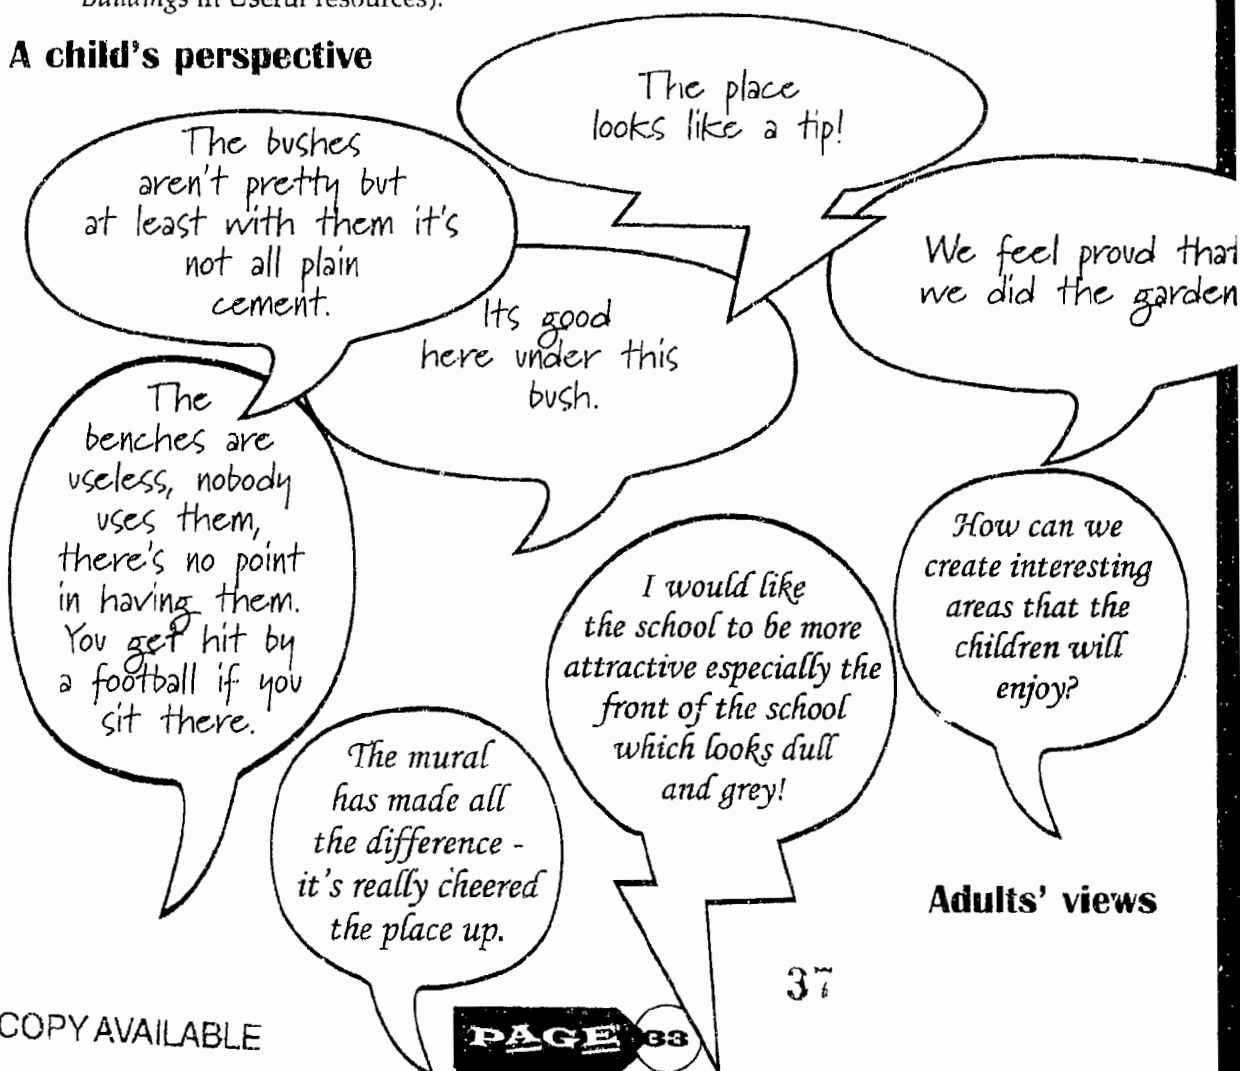 Buildings in Useful resources).
A child's perspective
The place
looks like a tip!
The bushes
aren't pretty but
at least with them it's
not all plain
cement.
We feel proud that
we did the garden
Its good
here under this
bush.
The
benches are
useless, nobody
uses them,
there's no point
in having them.
You get hit by
a football if you
sit there.
How can we
create interesting
areas that the
children will
enjoy?
I would like
the school to be more
attractive especially the
front of the school
which looks dull
and grey!
The mural
has made all
the difference -
it's really cheered
the place up.
Adults' views
37
COPY AVAILABLE
PAGE 33